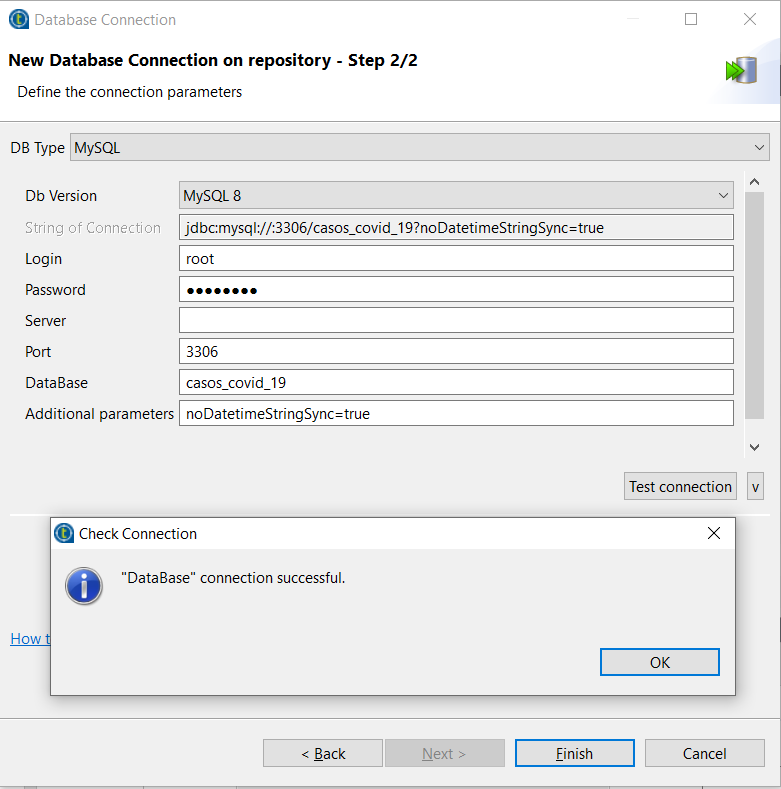 Database Connection
New Database Connection on repository - Step 2/2
Define the connection parameters
DB Type MySQL
Db Version MySQL 8
String of Connection jdbc:mysql://:3306/casos_covid_19?noDatetimeStringSync=true
Login root
Password ●●●●●●●●
Server
Port 3306
DataBase casos_covid_19
Additional parameters noDatetimeStringSync=true
Test connection v
Check Connection
"DataBase" connection successful.
How t
OK
< Back Next > Finish Cancel